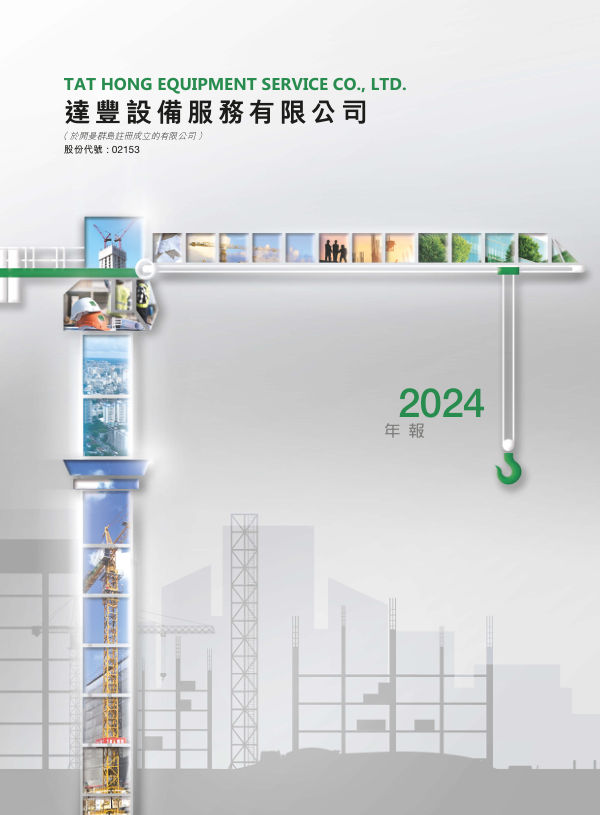 TAT HONG EQUIPMENT SERVICE CO., LTD.
達豐設備服務有限公司
(於開曼群島註冊成立的有限公司)
股份代號：02153
2024
年報